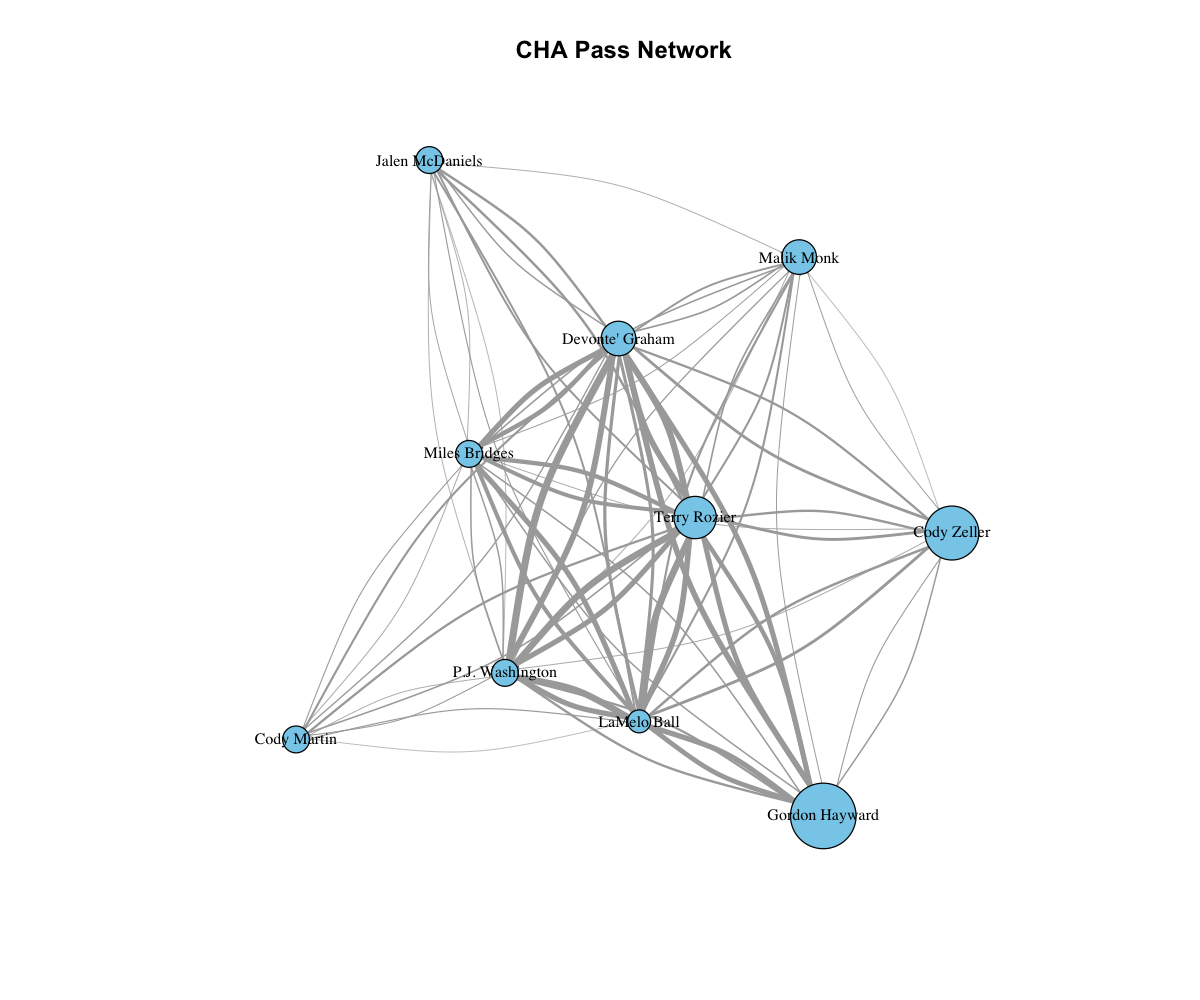 CHA Pass Network
Jalen McDaniels
Malik Monk
Devonte' Graham
Miles Bridges
Terry Rozier
Cody Zeller
P.J. Washington
LaMelo Ball
Cody Martin
Gordon Hayward